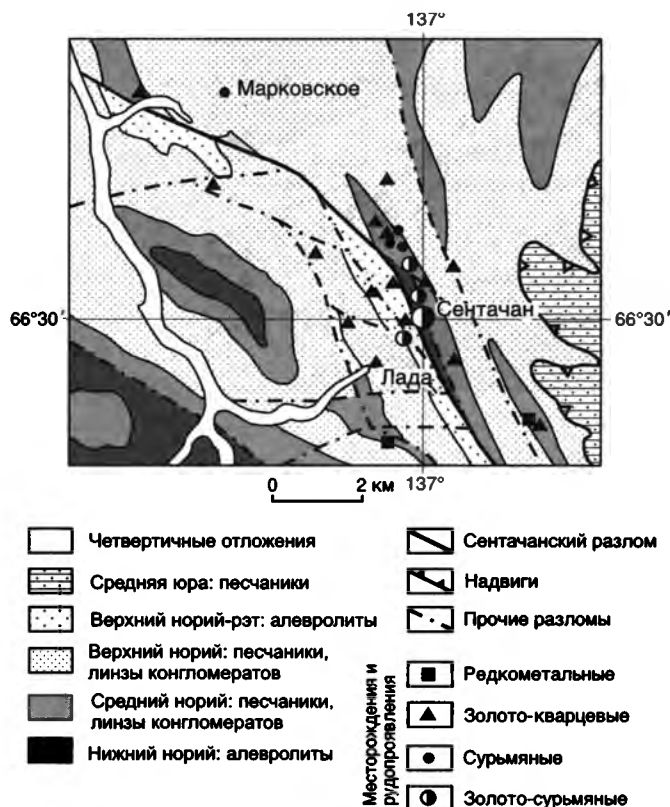 137°
Марковское
66°30'
Сентачан
66°30'
Лада
0 2 км
137°
Четвертичные отложения
Средняя юра: песчаники
Верхний норий-рэт: алевролиты
Верхний норий: песчаники,
линзы конгломератов
Средний норий: песчаники,
линзы конгломератов
Нижний норий: алевролиты
Сентачанский разлом
Надвиги
Прочие разломы
Месторождения и
рудопроявления
Редкометальные
Золото-кварцевые
Сурьмяные
Золото-сурьмяные